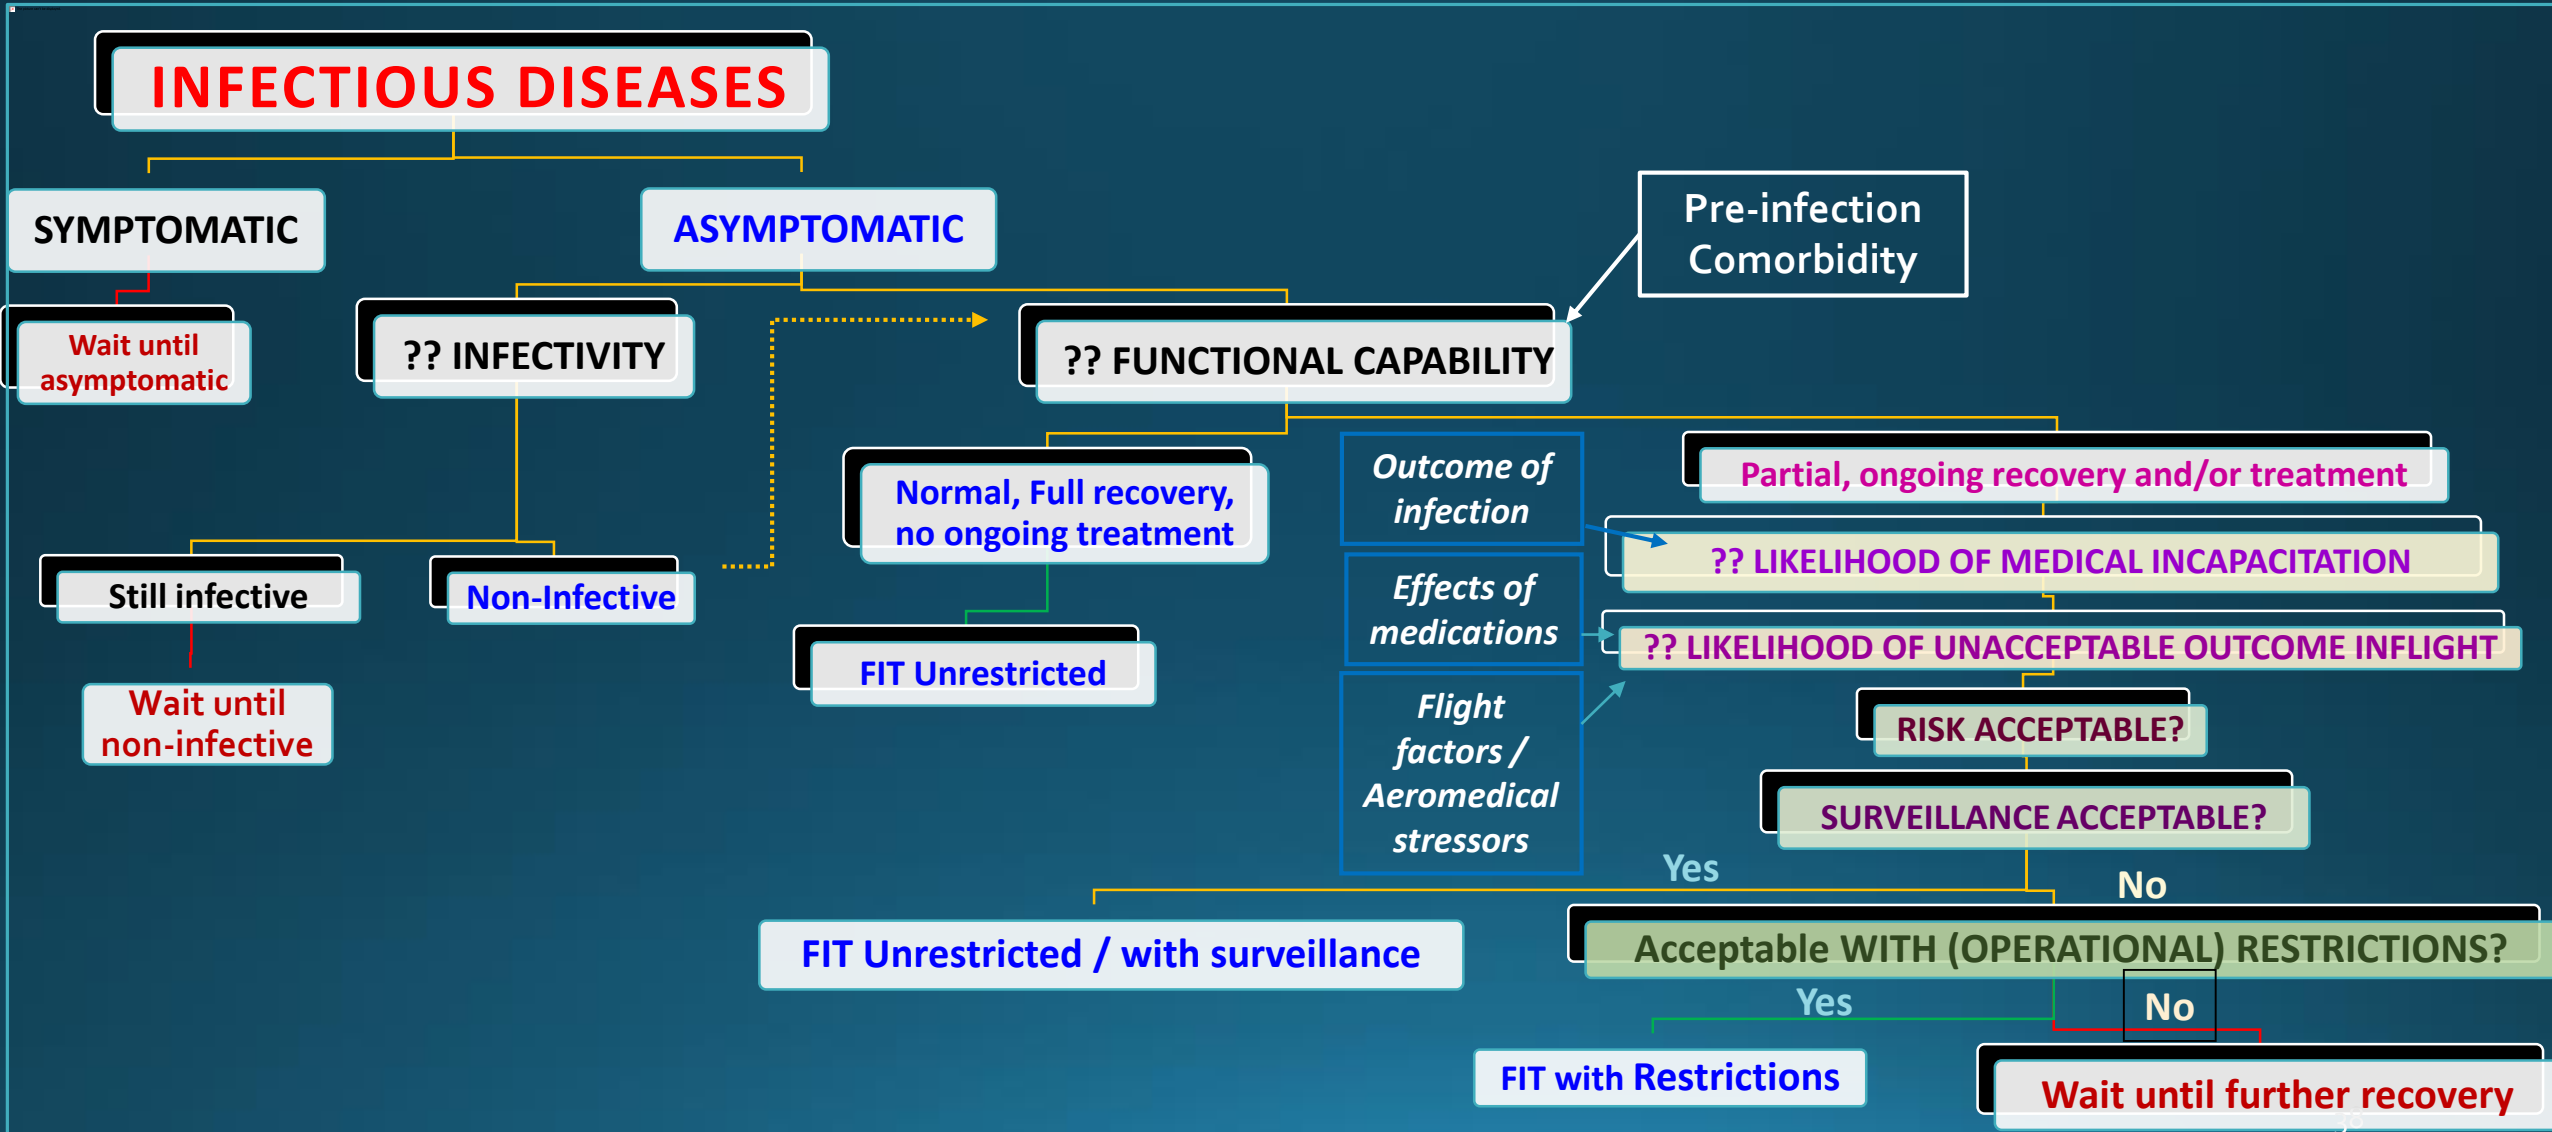 INFECTIOUS DISEASES
SYMPTOMATIC
ASYMPTOMATIC
Pre-infection
Comorbidity
Wait until
asymptomatic
?? INFECTIVITY
?? FUNCTIONAL CAPABILITY
Normal, Full recovery,
no ongoing treatment
Outcome of
infection
Partial, ongoing recovery and/or treatment
?? LIKELIHOOD OF MEDICAL INCAPACITATION
Still infective
Non-Infective
Effects of
medications
?? LIKELIHOOD OF UNACCEPTABLE OUTCOME INFLIGHT
FIT Unrestricted
Wait until
non-infective
Flight
factors /
Aeromedical
stressors
RISK ACCEPTABLE?
SURVEILLANCE ACCEPTABLE?
Yes
No
FIT Unrestricted / with surveillance
Acceptable WITH (OPERATIONAL) RESTRICTIONS?
Yes
No
FIT with Restrictions
Wait until further recovery